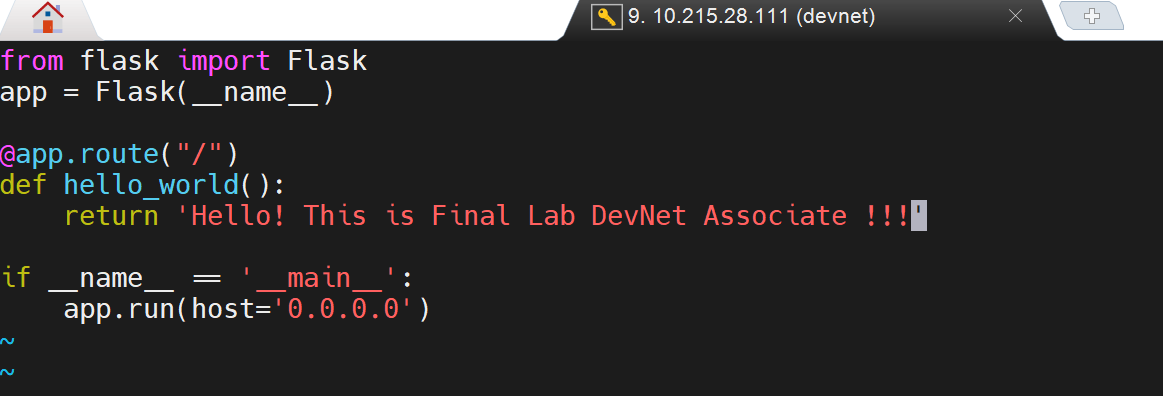 9. 10.215.28.111 (devnet)
from flask import Flask
app = Flask(__name__)
@app.route("/")
def hello_world():
    return 'Hello! This is Final Lab DevNet Associate !!!'
if __name__ == '__main__':
    app.run(host='0.0.0.0')
~
~